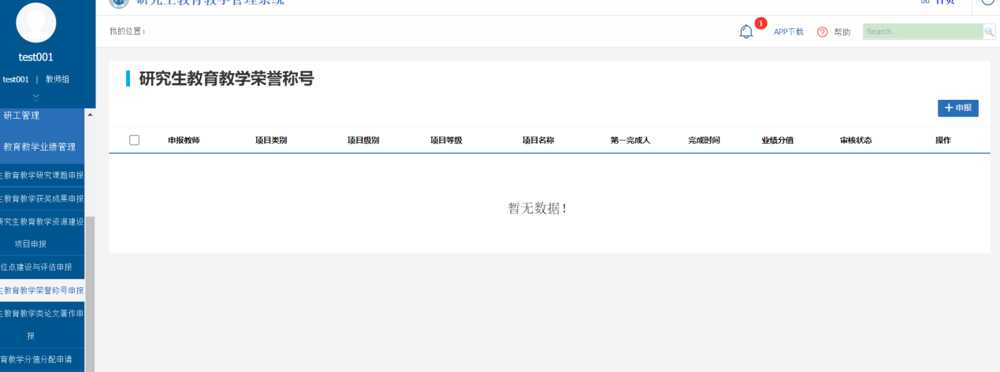 研究生教育教学管理系统
首页
我的位置：
1
APP下载
帮助
Search...
test001
test001 | 教师组
研工管理
教育教学业绩管理
生教育教学研究课题申报
生教育教学获奖成果申报
研究生教育教学资源建设
项目申报
位点建设与评估申报
生教育教学荣誉称号申报
生教育教学类论文著作申
报
育教学分值分配申请
研究生教育教学荣誉称号
申报
申报教师 项目类别 项目级别 项目等级 项目名称 第一完成人 完成时间 业绩分值 审核状态 操作
暂无数据！